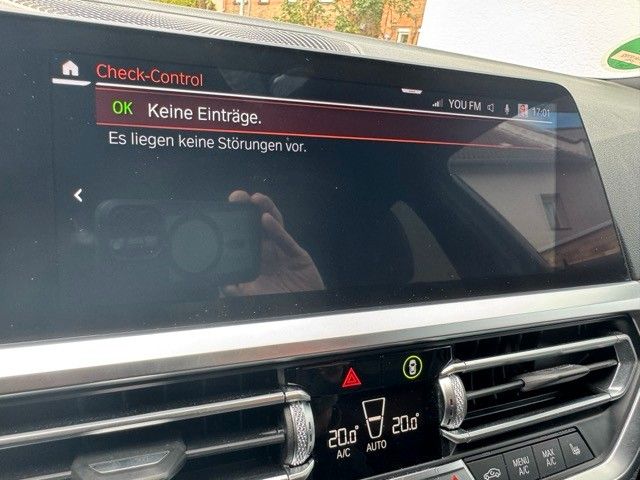 Check-Control
YOU FM 17:01
OK Keine Einträge.
Es liegen keine Störungen vor.
20.0° 20.0°
A/C AUTO
MENU A/C
MAX A/C